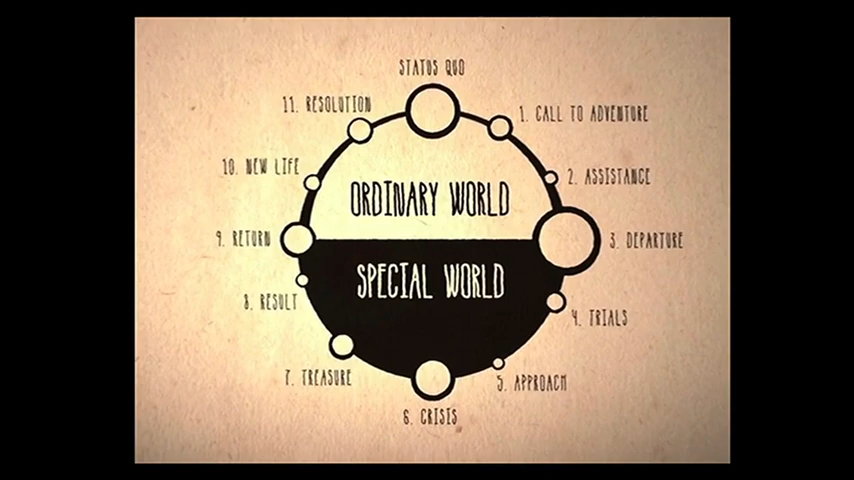 STATUS QUO
1. CALL TO ADVENTURE
2. ASSISTANCE
3. DEPARTURE
4. TRIALS
5. APPROACH
6. CRISIS
7. TREASURE
8. RESULT
9. RETURN
10. NEW LIFE
11. RESOLUTION
ORDINARY WORLD
SPECIAL WORLD